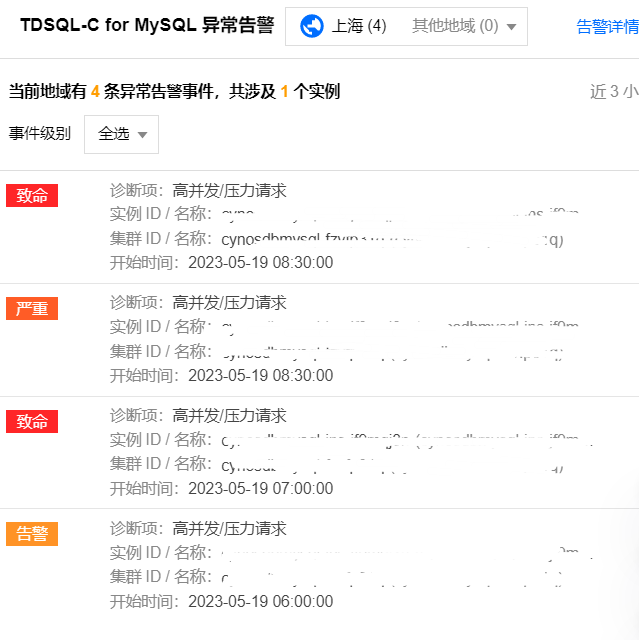 TDSQL-C for MySQL 异常告警
上海 (4)
其他地域 (0)
告警详情
当前地域有 4 条异常告警事件，共涉及 1 个实例
近 3 小
事件级别
全选
致命
诊断项： 高并发/压力请求
实例 ID / 名称：
集群 ID / 名称：
开始时间： 2023-05-19 08:30:00
严重
诊断项： 高并发/压力请求
实例 ID / 名称：
集群 ID / 名称：
开始时间： 2023-05-19 08:30:00
致命
诊断项： 高并发/压力请求
实例 ID / 名称：
集群 ID / 名称：
开始时间： 2023-05-19 07:00:00
告警
诊断项： 高并发/压力请求
实例 ID / 名称：
集群 ID / 名称：
开始时间： 2023-05-19 06:00:00